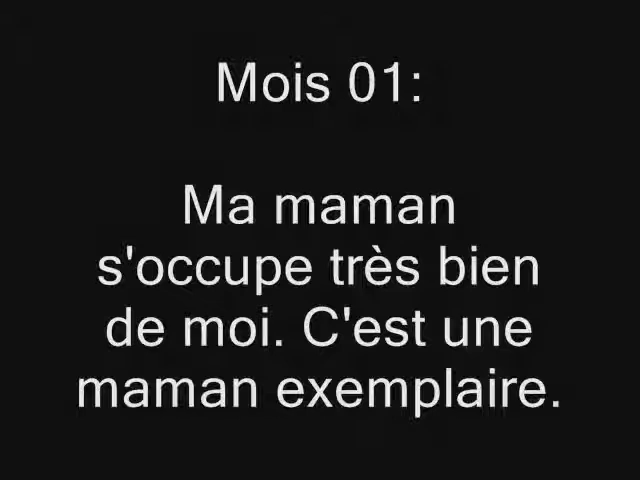 Mois 01:
Ma maman
s'occupe très bien
de moi. C'est une
maman exemplaire.